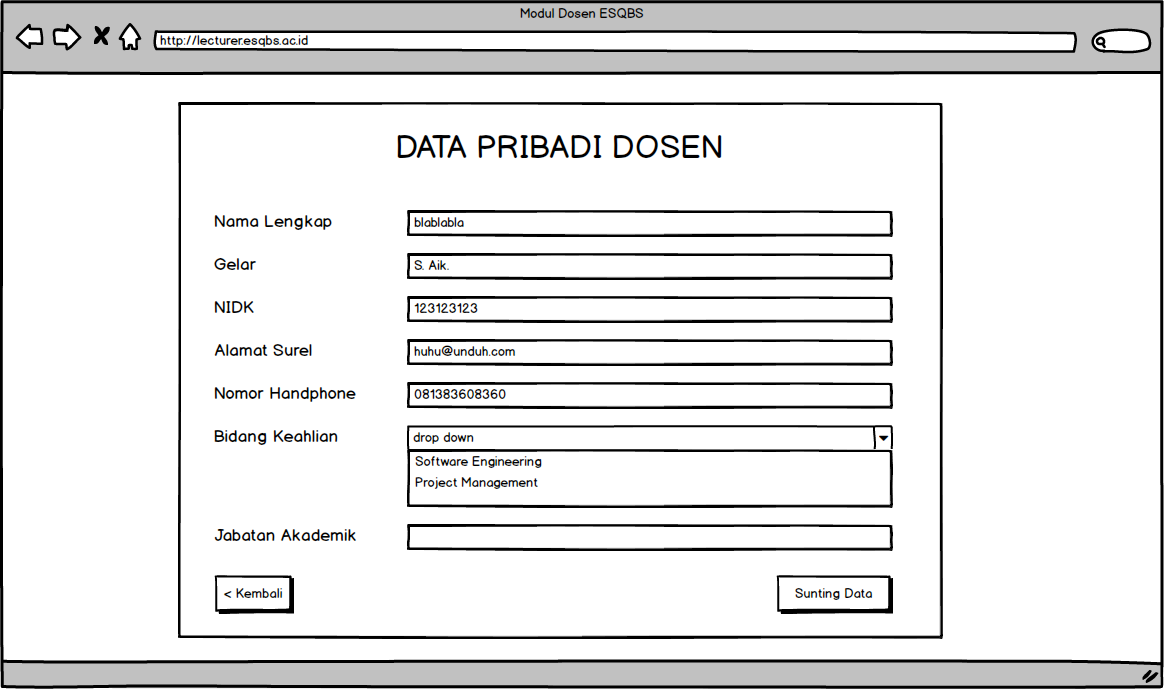 Modul Dosen ESQBS
http://lecturer.esqbs.ac.id
DATA PRIBADI DOSEN
Nama Lengkap blablabla
Gelar S. Aik.
NIDK 123123123
Alamat Surel huhu@unduh.com
Nomor Handphone 081383608360
Bidang Keahlian drop down
Software Engineering
Project Management
Jabatan Akademik
< Kembali Sunting Data